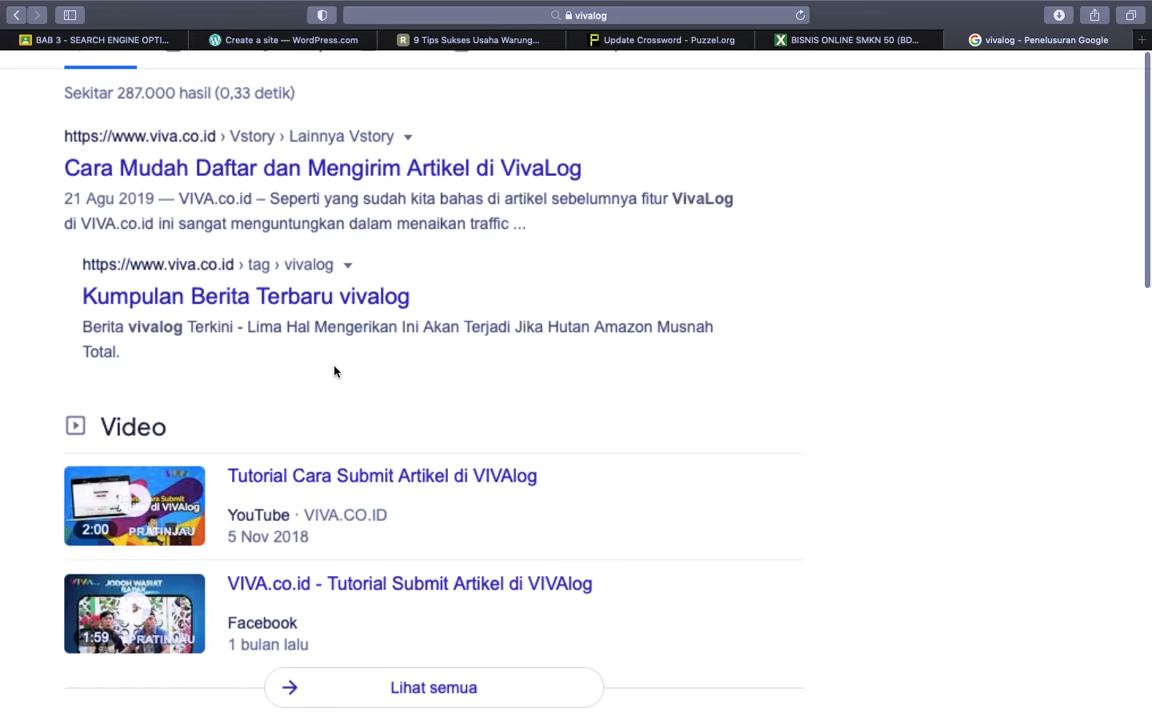 vivalog
BAB 3 - SEARCH ENGINE OPTI...
Create a site — WordPress.com
9 Tips Sukses Usaha Warung...
Update Crossword - Puzzel.org
BISNIS ONLINE SMKN 50 (BD...
vivalog - Penelusuran Google
Sekitar 287.000 hasil (0,33 detik)
https://www.viva.co.id › Vstory › Lainnya Vstory
Cara Mudah Daftar dan Mengirim Artikel di VivaLog
21 Agu 2019 — VIVA.co.id – Seperti yang sudah kita bahas di artikel sebelumnya fitur VivaLog
di VIVA.co.id ini sangat menguntungkan dalam menaikan traffic ...
https://www.viva.co.id › tag › vivalog
Kumpulan Berita Terbaru vivalog
Berita vivalog Terkini - Lima Hal Mengerikan Ini Akan Terjadi Jika Hutan Amazon Musnah
Total.
Video
Tutorial Cara Submit Artikel di VIVAlog
YouTube · VIVA.CO.ID
5 Nov 2018
2:00
PRATINJAU
VIVA.co.id - Tutorial Submit Artikel di VIVAlog
Facebook
1 bulan lalu
JODOH WASIAT
1:59
PRATINJAU
Lihat semua